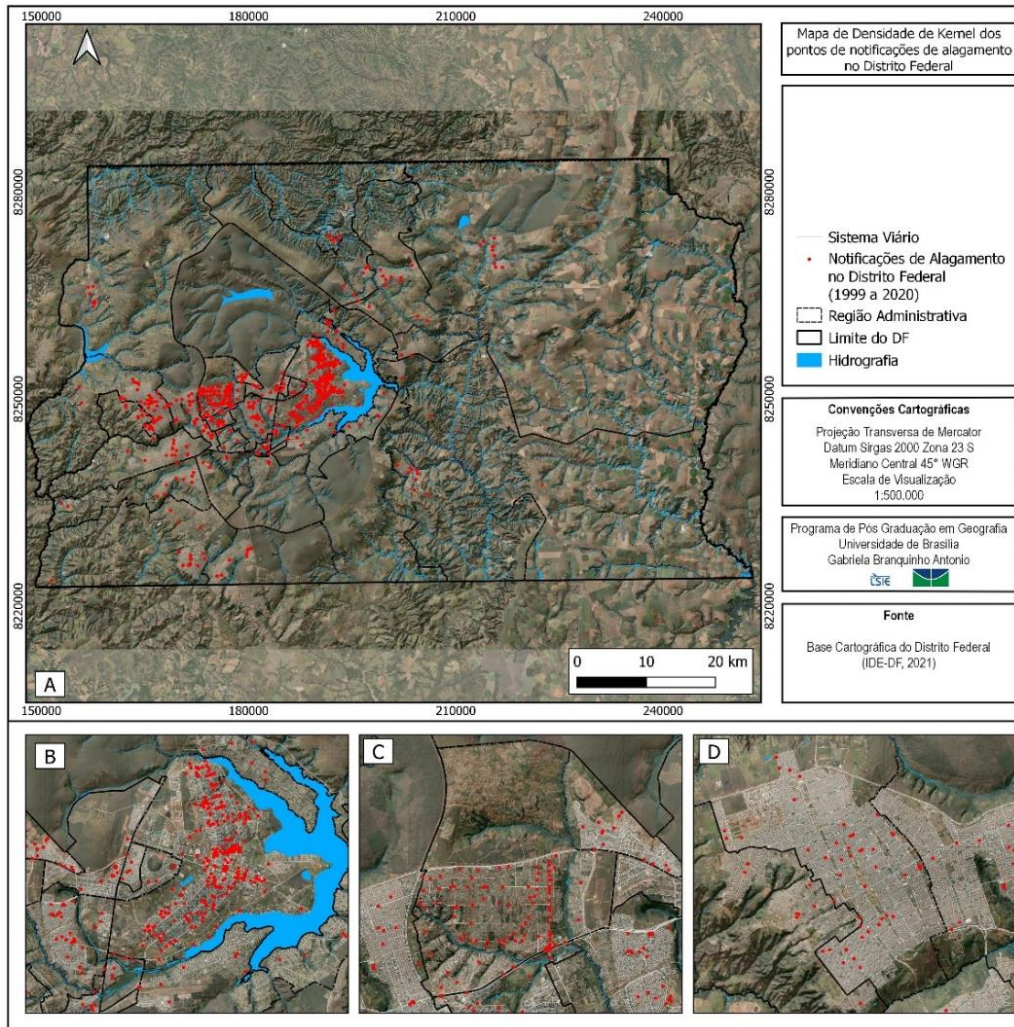 150000 180000 210000 240000
Mapa de Densidade de Kernel dos
pontos de notificações de alagamento
no Distrito Federal
8280000
8280000
Sistema Viário
Notificações de Alagamento
no Distrito Federal
(1999 a 2020)
Região Administrativa
Limite do DF
Hidrografia
8250000
8250000
Convenções Cartográficas
Projeção Transversa de Mercator
Datum Sirgas 2000 Zona 23 S
Meridiano Central 45° WGR
Escala de Visualização
1:500.000
Programa de Pós Graduação em Geografia
Universidade de Brasília
Gabriela Branquinho Antonio
LSIE
8220000
8220000
Fonte
Base Cartográfica do Distrito Federal
(IDE-DF, 2021)
0 10 20 km
A
150000 180000 210000 240000
B
C
D